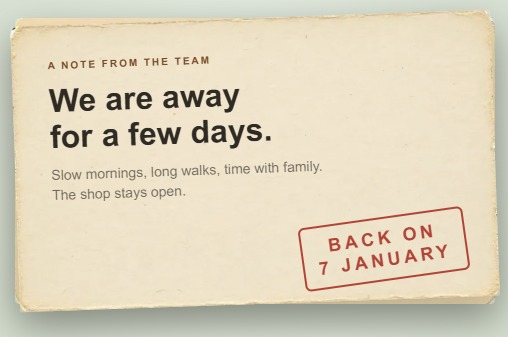 A NOTE FROM THE TEAM
We are away
for a few days.
Slow mornings, long walks, time with family.
The shop stays open.
BACK ON
7 JANUARY